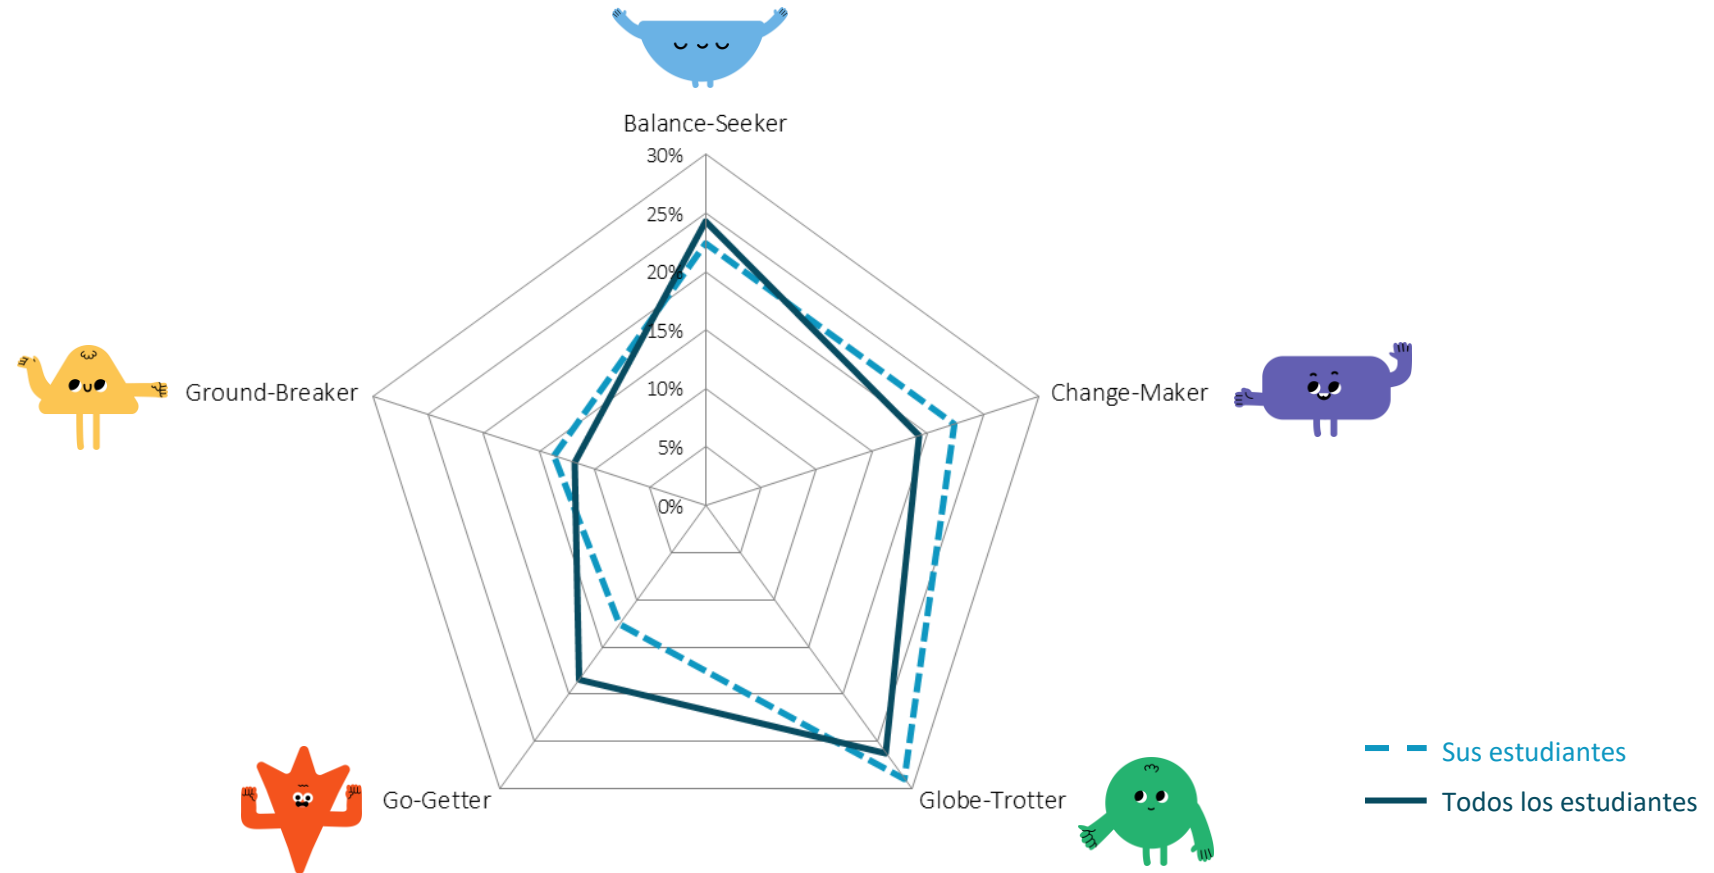 Balance-Seeker
30%
25%
20%
15%
10%
5%
0%
Ground-Breaker
Change-Maker
Go-Getter
Globe-Trotter
Sus estudiantes
Todos los estudiantes